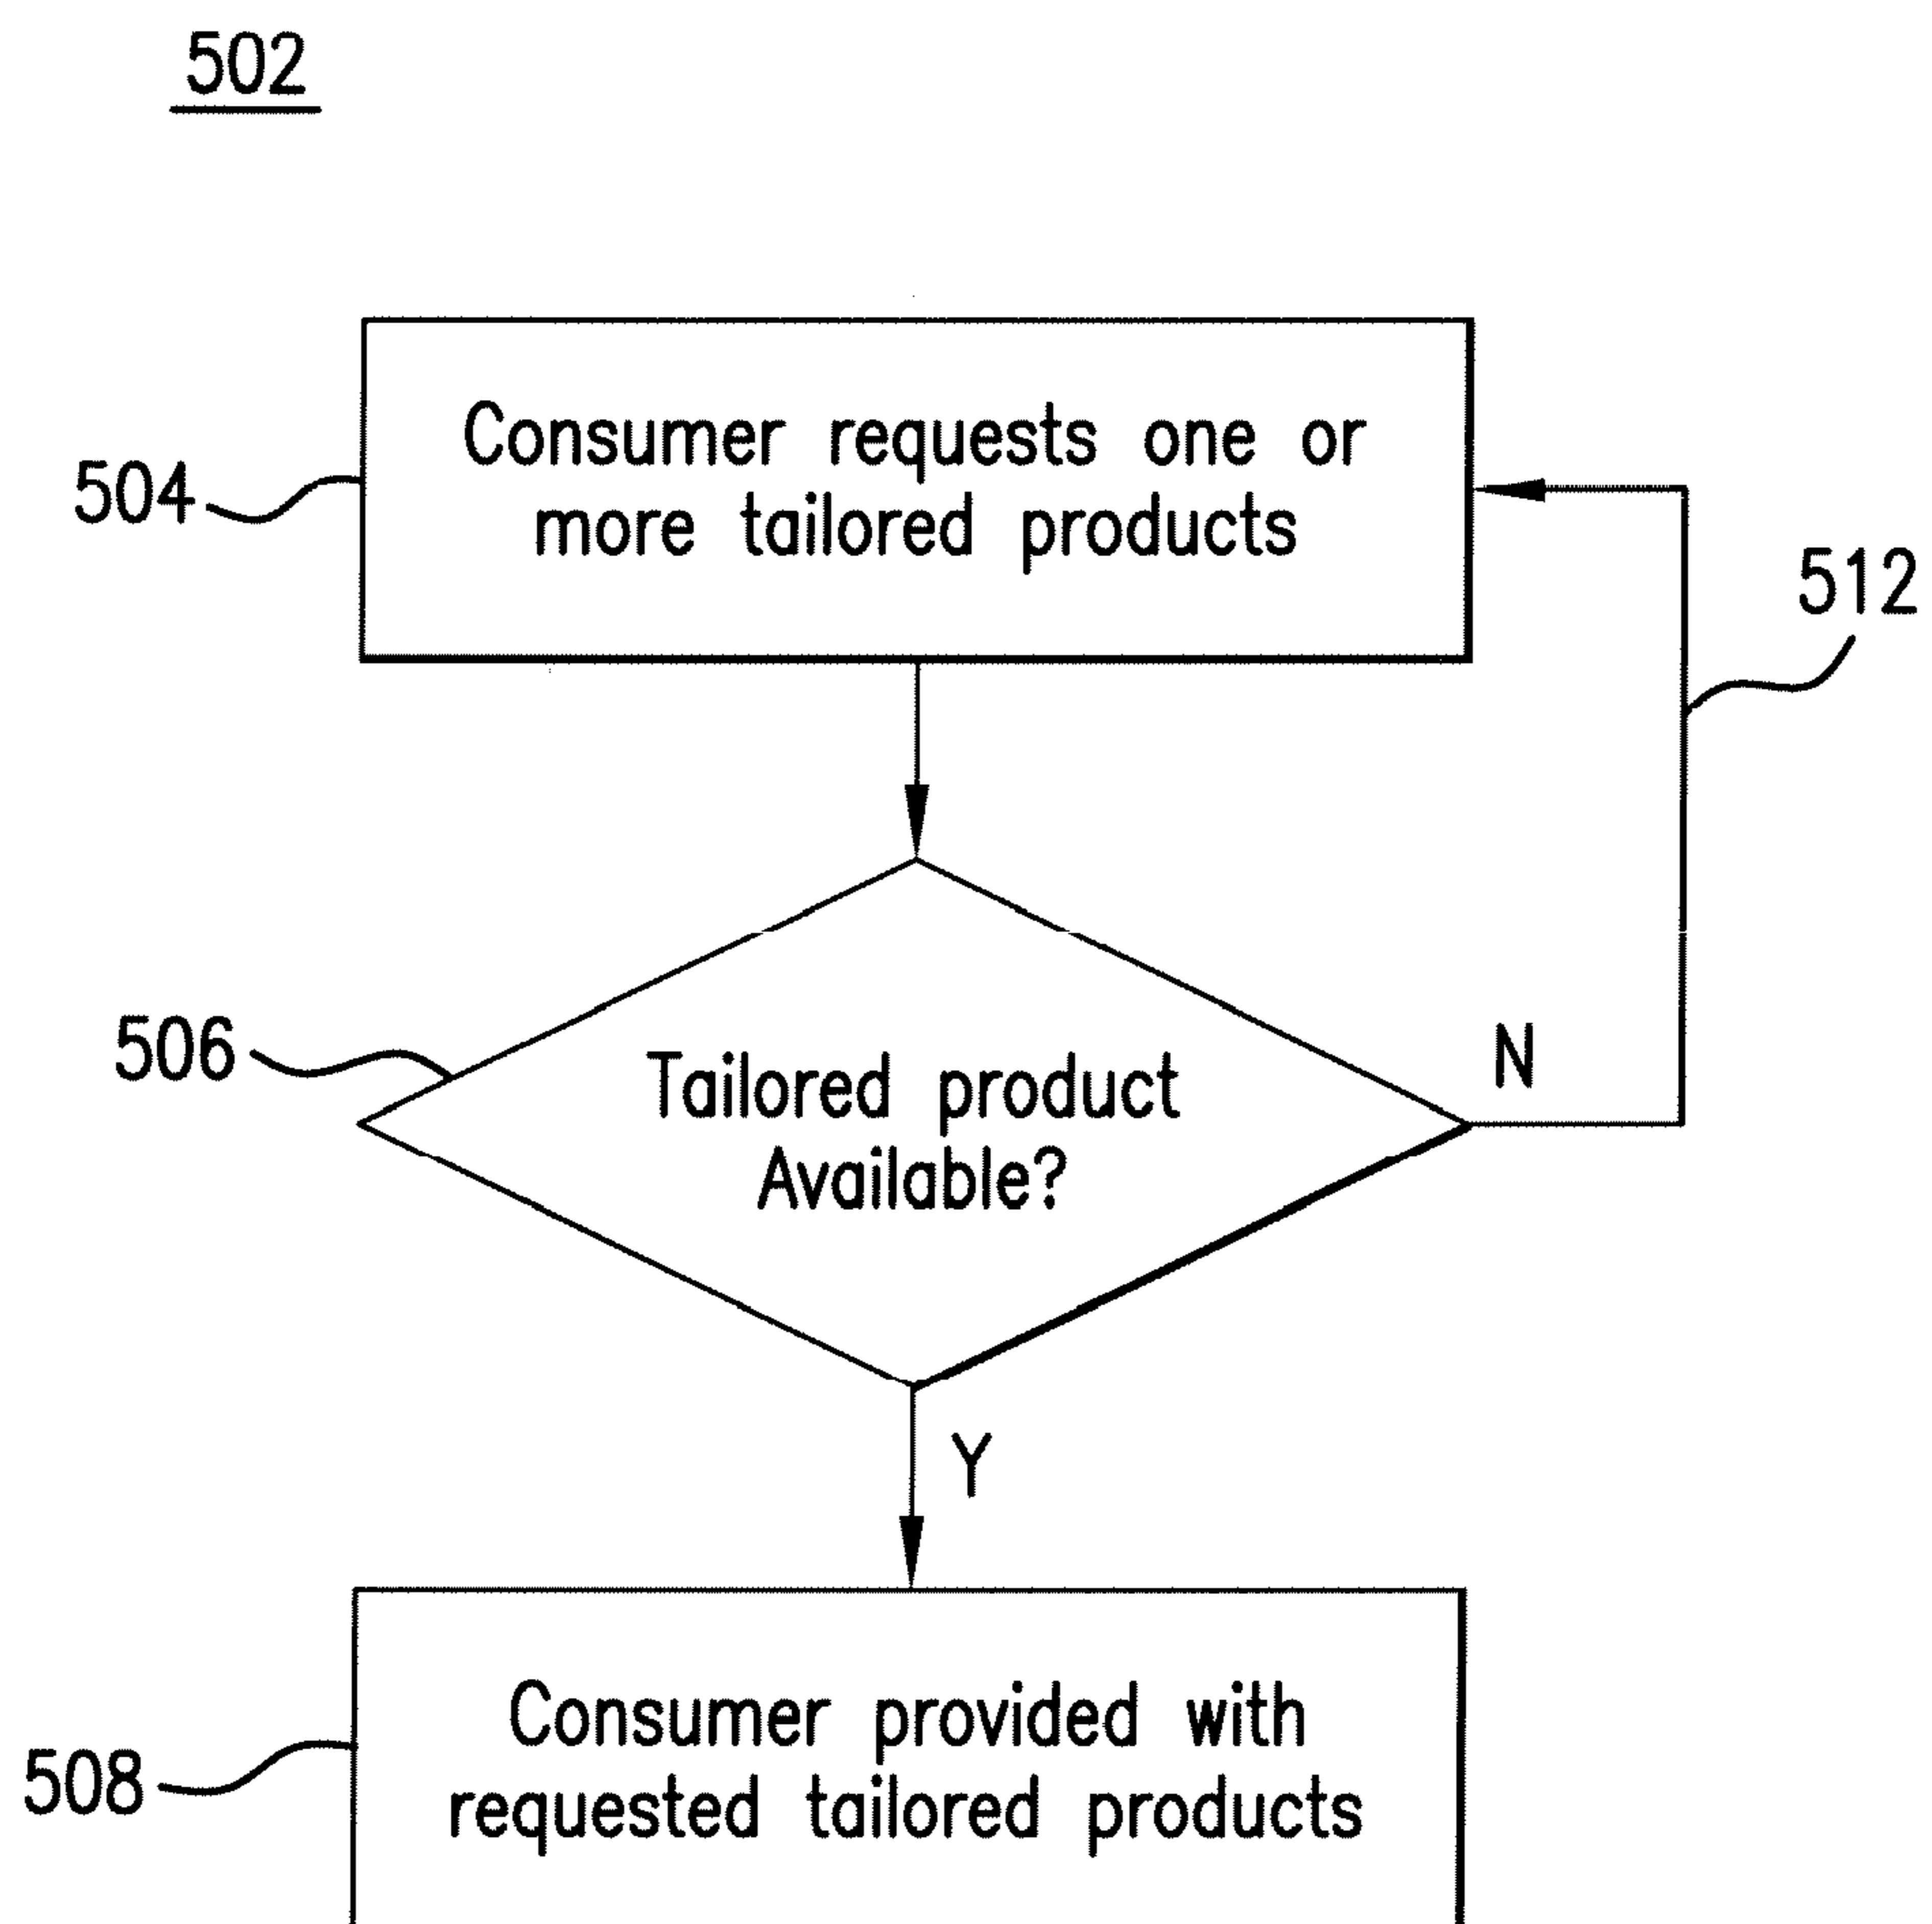 502
Consumer requests one or
more tailored products
504
512
506
Tailored product
Available?
N
Y
Consumer provided with
requested tailored products
508